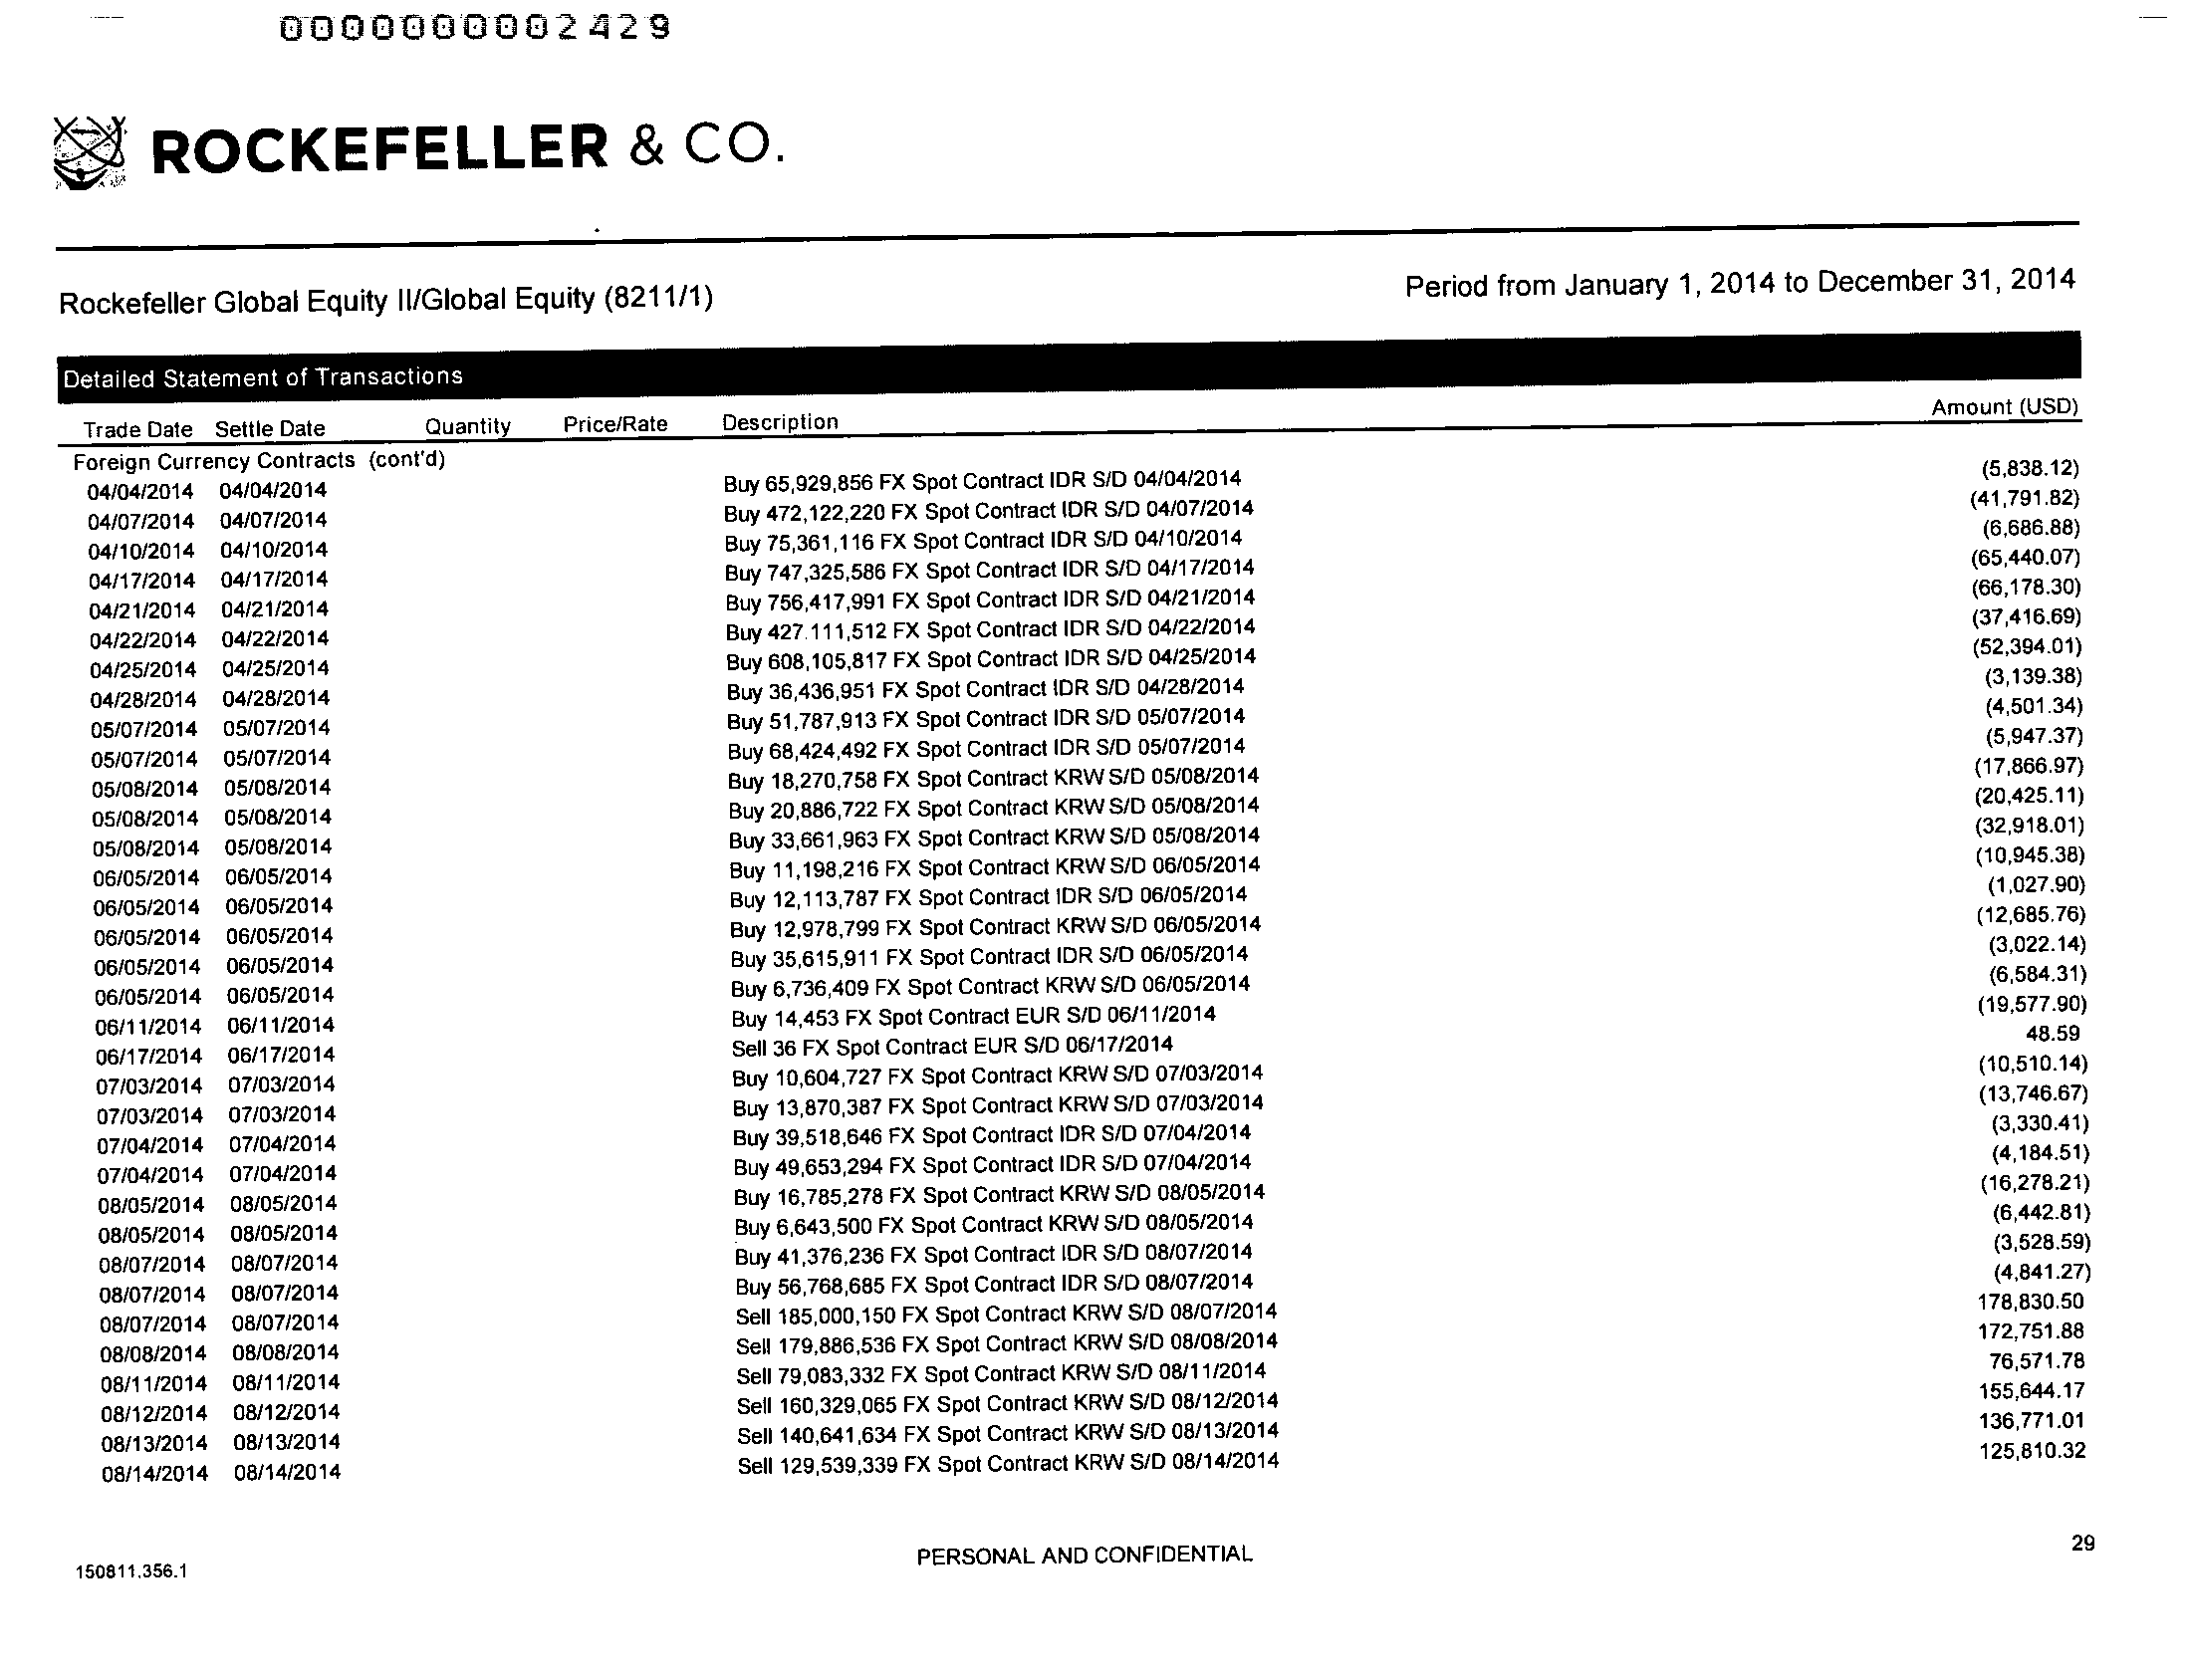 0000000002429
ROCKEFELLER & CO.
Rockefeller Global Equity II/Global Equity (8211/1) Period from January 1, 2014 to December 31, 2014
Detailed Statement of Transactions
Trade Date Settle Date Quantity Price/Rate Description Amount (USD)
Foreign Currency Contracts (cont'd)
04/04/2014 04/04/2014 Buy 65,929,856 FX Spot Contract IDR S/D 04/04/2014 (5,838.12)
04/07/2014 04/07/2014 Buy 472,122,220 FX Spot Contract IDR S/D 04/07/2014 (41,791.82)
04/10/2014 04/10/2014 Buy 75,361,116 FX Spot Contract IDR S/D 04/10/2014 (6,686.88)
04/17/2014 04/17/2014 Buy 747,325,586 FX Spot Contract IDR S/D 04/17/2014 (65,440.07)
04/21/2014 04/21/2014 Buy 756,417,991 FX Spot Contract IDR S/D 04/21/2014 (66,178.30)
04/22/2014 04/22/2014 Buy 427,111,512 FX Spot Contract IDR S/D 04/22/2014 (37,416.69)
04/25/2014 04/25/2014 Buy 608,105,817 FX Spot Contract IDR S/D 04/25/2014 (52,394.01)
04/28/2014 04/28/2014 Buy 36,436,951 FX Spot Contract IDR S/D 04/28/2014 (3,139.38)
05/07/2014 05/07/2014 Buy 51,787,913 FX Spot Contract IDR S/D 05/07/2014 (4,501.34)
05/07/2014 05/07/2014 Buy 68,424,492 FX Spot Contract IDR S/D 05/07/2014 (5,947.37)
05/08/2014 05/08/2014 Buy 18,270,758 FX Spot Contract KRW S/D 05/08/2014 (17,866.97)
05/08/2014 05/08/2014 Buy 20,886,722 FX Spot Contract KRW S/D 05/08/2014 (20,425.11)
05/08/2014 05/08/2014 Buy 33,661,963 FX Spot Contract KRW S/D 05/08/2014 (32,918.01)
06/05/2014 06/05/2014 Buy 11,198,216 FX Spot Contract KRW S/D 06/05/2014 (10,945.38)
06/05/2014 06/05/2014 Buy 12,113,787 FX Spot Contract IDR S/D 06/05/2014 (1,027.90)
06/05/2014 06/05/2014 Buy 12,978,799 FX Spot Contract KRW S/D 06/05/2014 (12,685.76)
06/05/2014 06/05/2014 Buy 35,615,911 FX Spot Contract IDR S/D 06/05/2014 (3,022.14)
06/05/2014 06/05/2014 Buy 6,736,409 FX Spot Contract KRW S/D 06/05/2014 (6,584.31)
06/11/2014 06/11/2014 Buy 14,453 FX Spot Contract EUR S/D 06/11/2014 (19,577.90)
06/17/2014 06/17/2014 Sell 36 FX Spot Contract EUR S/D 06/17/2014 48.59
07/03/2014 07/03/2014 Buy 10,604,727 FX Spot Contract KRW S/D 07/03/2014 (10,510.14)
07/03/2014 07/03/2014 Buy 13,870,387 FX Spot Contract KRW S/D 07/03/2014 (13,746.67)
07/04/2014 07/04/2014 Buy 39,518,646 FX Spot Contract IDR S/D 07/04/2014 (3,330.41)
07/04/2014 07/04/2014 Buy 49,653,294 FX Spot Contract IDR S/D 07/04/2014 (4,184.51)
08/05/2014 08/05/2014 Buy 16,785,278 FX Spot Contract KRW S/D 08/05/2014 (16,278.21)
08/05/2014 08/05/2014 Buy 6,643,500 FX Spot Contract KRW S/D 08/05/2014 (6,442.81)
08/07/2014 08/07/2014 Buy 41,376,236 FX Spot Contract IDR S/D 08/07/2014 (3,528.59)
08/07/2014 08/07/2014 Buy 56,768,685 FX Spot Contract IDR S/D 08/07/2014 (4,841.27)
08/07/2014 08/07/2014 Sell 185,000,150 FX Spot Contract KRW S/D 08/07/2014 178,830.50
08/08/2014 08/08/2014 Sell 179,886,536 FX Spot Contract KRW S/D 08/08/2014 172,751.88
08/11/2014 08/11/2014 Sell 79,083,332 FX Spot Contract KRW S/D 08/11/2014 76,571.78
08/12/2014 08/12/2014 Sell 160,329,065 FX Spot Contract KRW S/D 08/12/2014 155,644.17
08/13/2014 08/13/2014 Sell 140,641,634 FX Spot Contract KRW S/D 08/13/2014 136,771.01
08/14/2014 08/14/2014 Sell 129,539,339 FX Spot Contract KRW S/D 08/14/2014 125,810.32
150811.356.1 PERSONAL AND CONFIDENTIAL 29